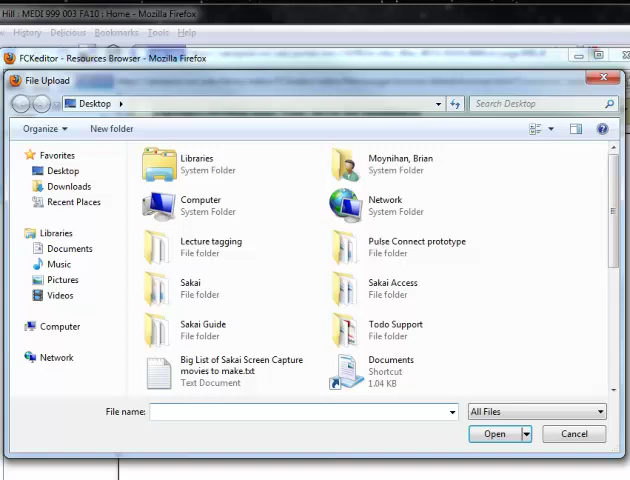 Hill : MEDI 999 003 FA10 : Home - Mozilla Firefox
History Delicious Bookmarks Tools Help
FCKeditor - Resources Browser - Mozilla Firefox
File Upload
Desktop
Search Desktop
Organize
New folder
Favorites
Desktop
Downloads
Recent Places
Libraries
Documents
Music
Pictures
Videos
Computer
Network
Libraries
System Folder
Moynihan, Brian
System Folder
Computer
System Folder
Network
System Folder
Lecture tagging
File folder
Pulse Connect prototype
File folder
Sakai
File folder
Sakai Access
File folder
Sakai Guide
File folder
Todo Support
File folder
Big List of Sakai Screen Capture
movies to make.txt
Text Document
Documents
Shortcut
1.04 KB
File name:
All Files
Open
Cancel